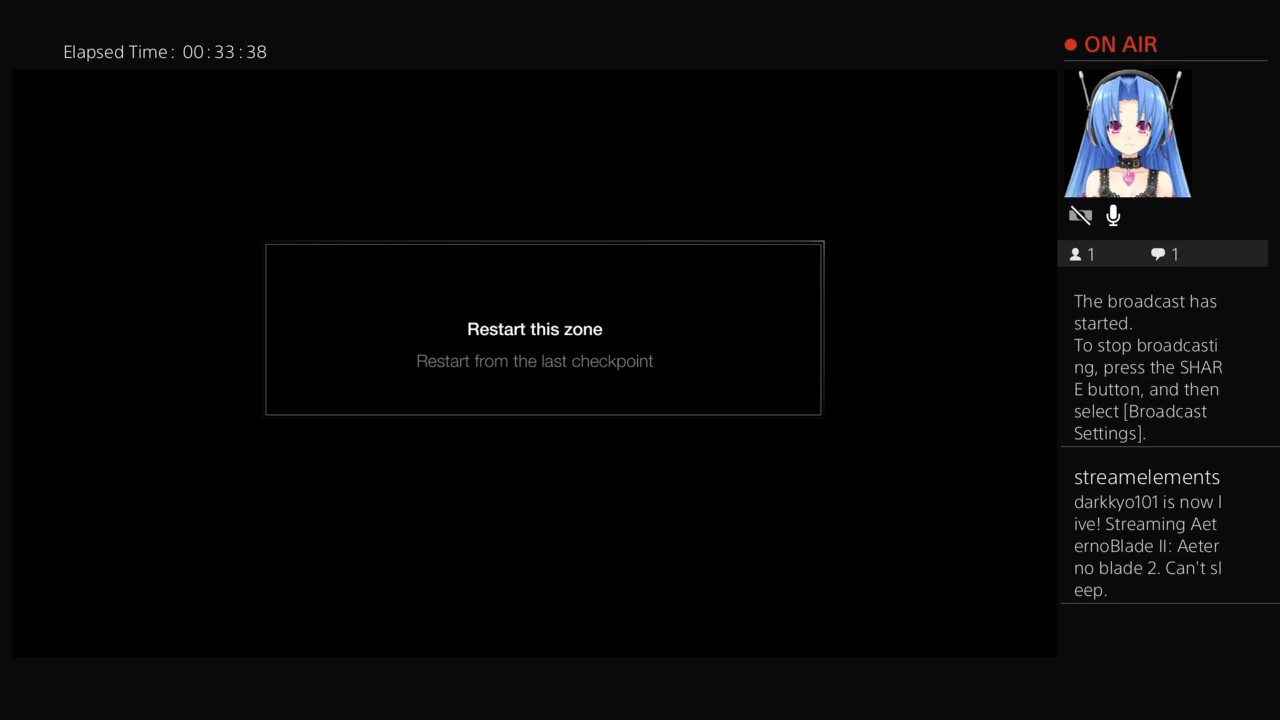 Elapsed Time: 00:33:38
ON AIR
1 1
Restart this zone
Restart from the last checkpoint
The broadcast has
started.
To stop broadcasti
ng, press the SHAR
E button, and then
select [Broadcast
Settings].
streamelements
darkkyo101 is now l
ive! Streaming Aet
ernoBlade II: Aeter
no blade 2. Can't sl
eep.